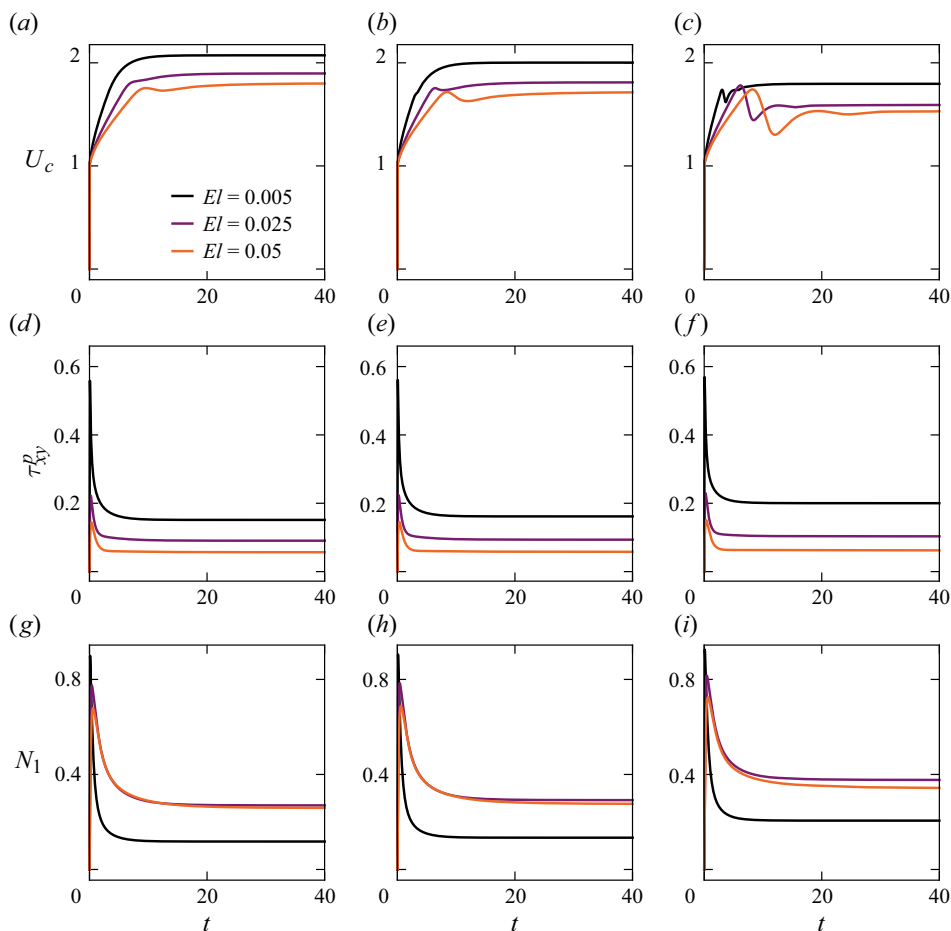 (a) (b) (c)
2 2 2
U_c 1 1 1
El = 0.005
El = 0.025
El = 0.05
0 20 40 0 20 40 0 20 40
(d) (e) (f)
0.6 0.6 0.6
0.4 0.4 0.4
τ^p_xy
0.2 0.2 0.2
0 20 40 0 20 40 0 20 40
(g) (h) (i)
0.8 0.8 0.8
N_1 0.4 0.4 0.4
0 20 40 0 20 40 0 20 40
t t t